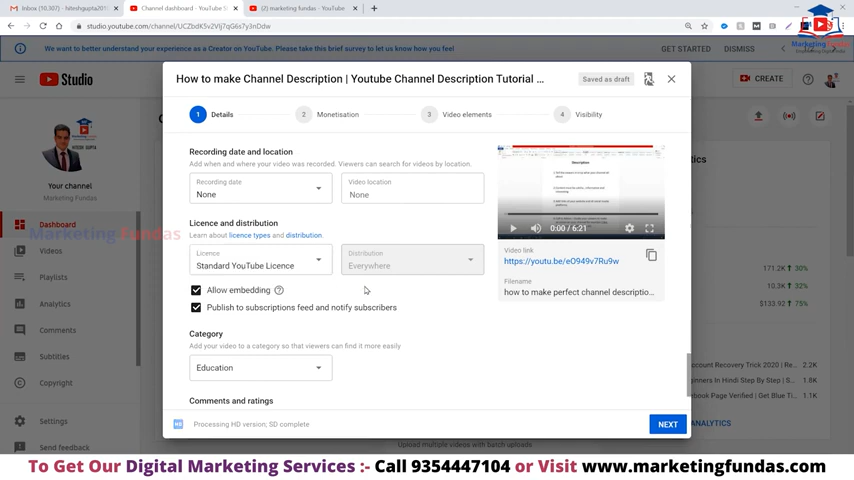 Inbox (10,307) - hiteshgupta201
Channel dashboard - YouTube S
(2) marketing fundas - YouTube
studio.youtube.com/channel/UCZbdK5v2Vij7qG6s7y3nDdw
We want to better understand your experience as a Creator on YouTube. Please take this brief survey to let us know how you feel
GET STARTED
DISMISS
Marketing Fundas
Studio
CREATE
How to make Channel Description | Youtube Channel Description Tutorial ...
Saved as draft
1 Details
2 Monetisation
3 Video elements
4 Visibility
Your channel
Marketing Fundas
Dashboard
Videos
Playlists
Analytics
Comments
Subtitles
Copyright
Settings
Send feedback
Marketing Fundas
Recording date and location
Add when and where your video was recorded. Viewers can search for videos by location.
Recording date
None
Video location
None
Licence and distribution
Learn about licence types and distribution.
Licence
Standard YouTube Licence
Distribution
Everywhere
Allow embedding
Publish to subscriptions feed and notify subscribers
Category
Add your video to a category so that viewers can find it more easily
Education
Comments and ratings
Description
0:00 / 6:21
Video link
https://youtu.be/eO949v7Ru9w
Filename
how to make perfect channel descriptio...
Processing HD version; SD complete
NEXT
tics
171.2K 30%
10.3K 32%
$133.92 75%
ccount Recovery Trick 2020 | Re... 2.2K
ginners In Hindi Step By Step | S... 1.8K
ebook Page Verified | Get Blue Ti... 1.1K
NALYTICS
Upload multiple videos with batch uploads
To Get Our Digital Marketing Services :- Call 9354447104 or Visit www.marketingfundas.com